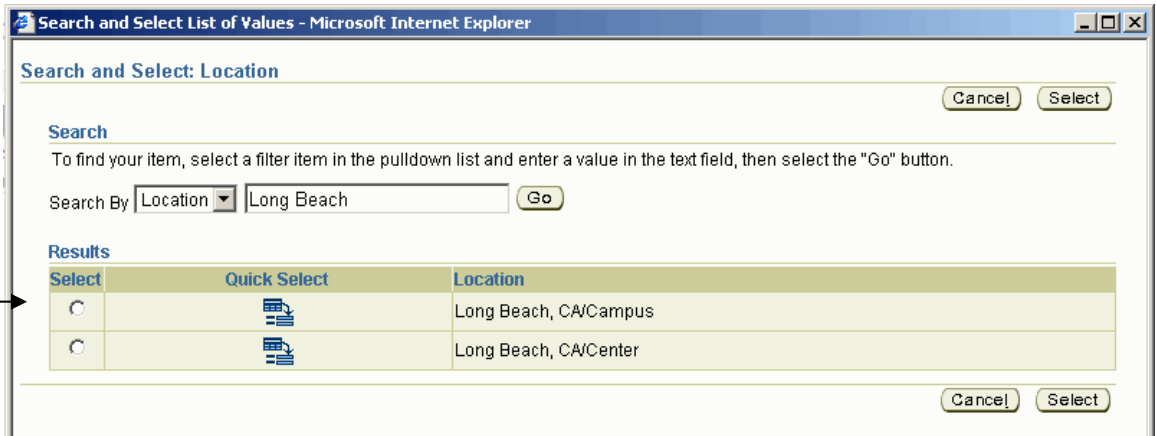 Search and Select List of Values - Microsoft Internet Explorer
Search and Select: Location
Cancel Select
Search
To find your item, select a filter item in the pulldown list and enter a value in the text field, then select the "Go" button.
Search By Location Long Beach Go
Results
Select Quick Select Location
Long Beach, CA/Campus
Long Beach, CA/Center
Cancel Select